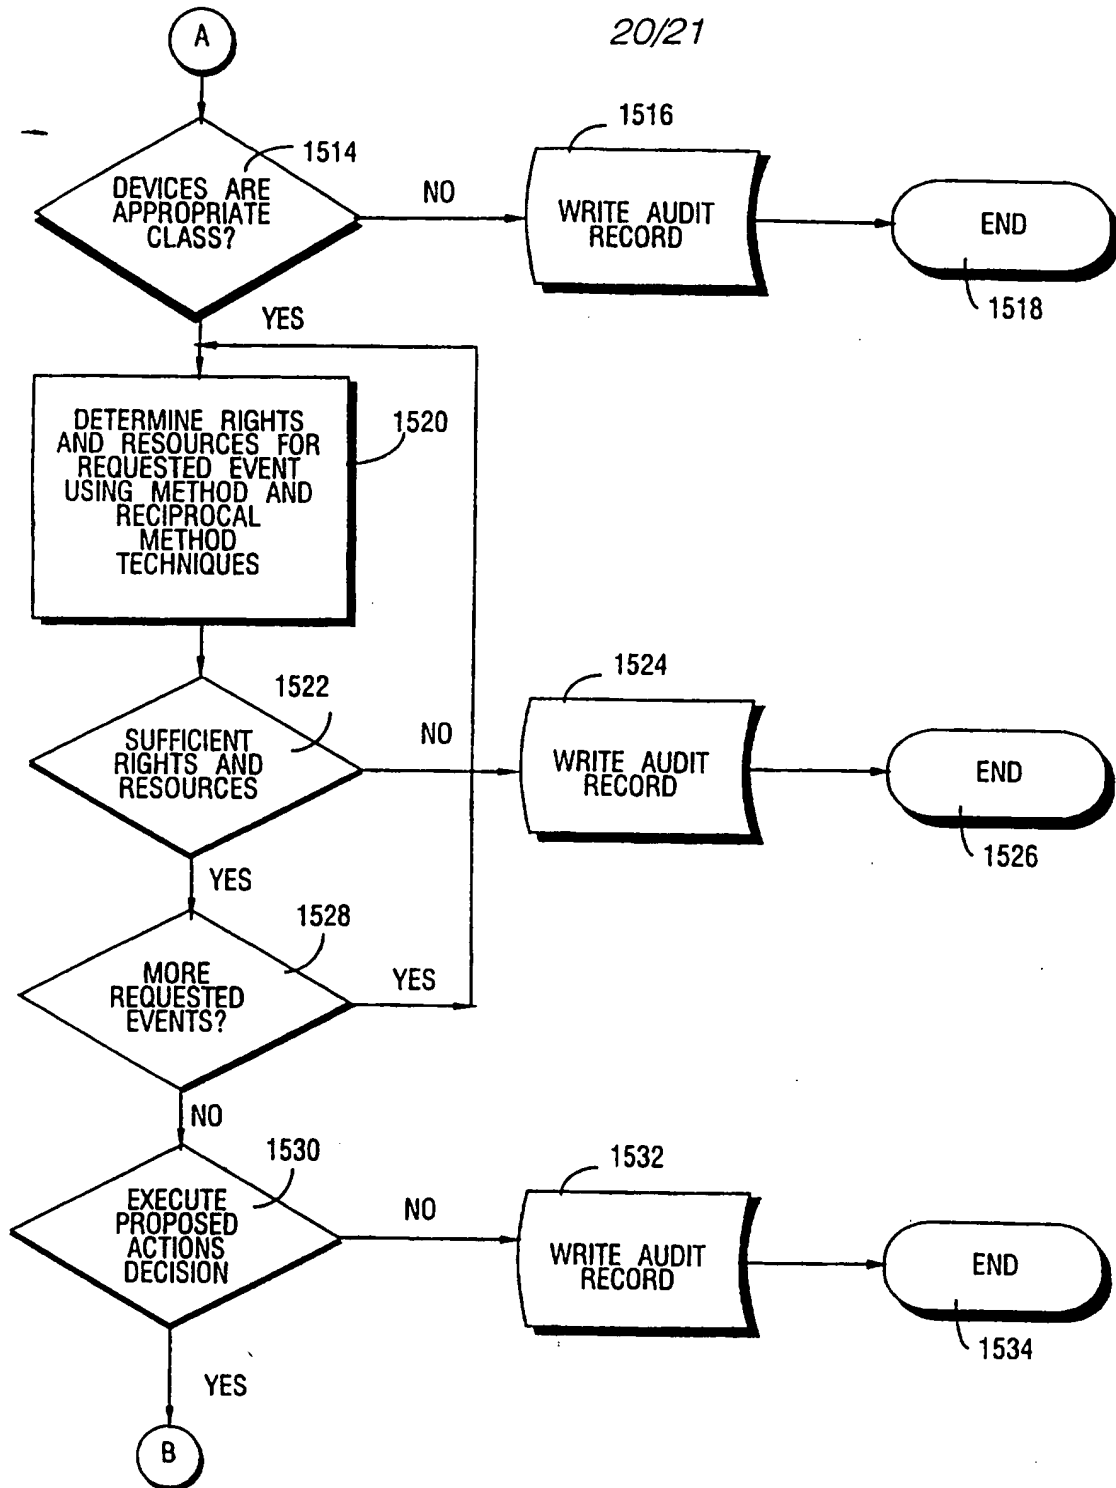 20/21
A
1514
DEVICES ARE
APPROPRIATE
CLASS?
NO
1516
WRITE AUDIT
RECORD
END
1518
YES
1520
DETERMINE RIGHTS
AND RESOURCES FOR
REQUESTED EVENT
USING METHOD AND
RECIPROCAL
METHOD
TECHNIQUES
1522
SUFFICIENT
RIGHTS AND
RESOURCES
NO
1524
WRITE AUDIT
RECORD
END
1526
YES
1528
MORE
REQUESTED
EVENTS?
YES
NO
1530
EXECUTE
PROPOSED
ACTIONS
DECISION
NO
1532
WRITE AUDIT
RECORD
END
1534
YES
B